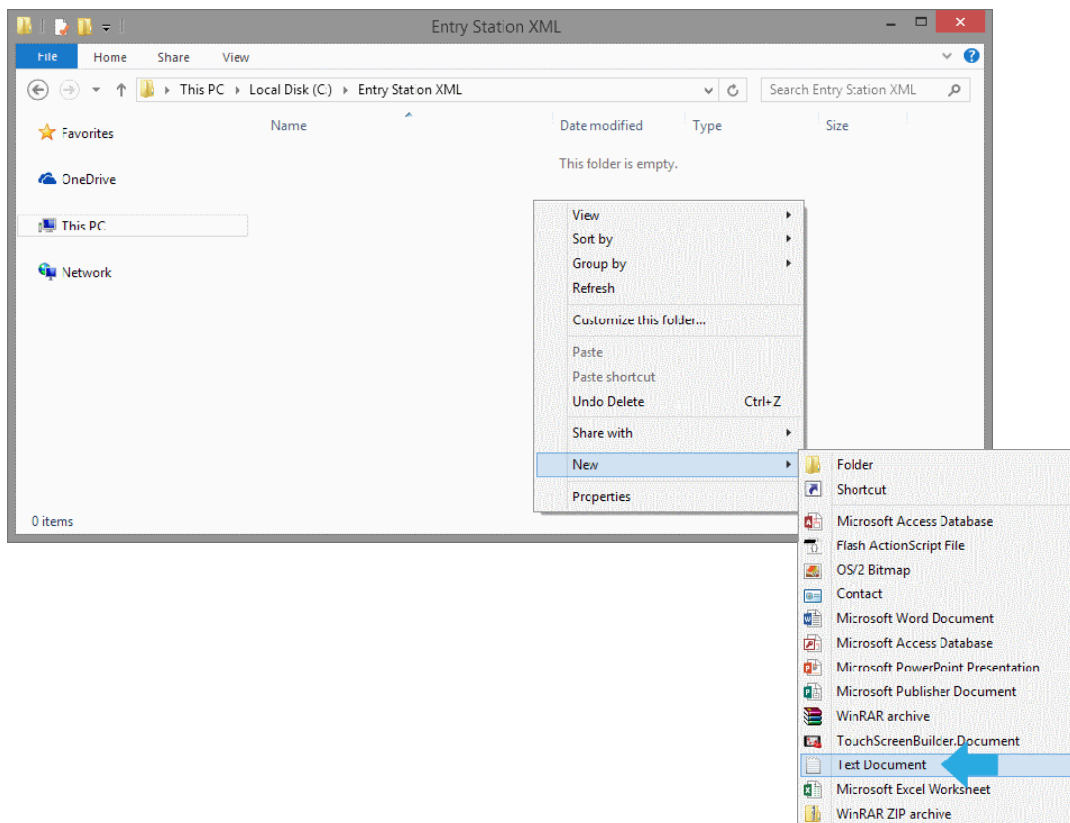 Entry Station XML
File Home Share View
This PC Local Disk (C:) Entry Station XML Search Entry Station XML
Name Date modified Type Size
This folder is empty.
Favorites
OneDrive
This PC
Network
View
Sort by
Group by
Refresh
Customize this folder...
Paste
Paste shortcut
Undo Delete Ctrl+Z
Share with
New
Properties
0 items
Folder
Shortcut
Microsoft Access Database
Flash ActionScript File
OS/2 Bitmap
Contact
Microsoft Word Document
Microsoft Access Database
Microsoft PowerPoint Presentation
Microsoft Publisher Document
WinRAR archive
TouchScreenBuilder.Document
Text Document
Microsoft Excel Worksheet
WinRAR ZIP archive